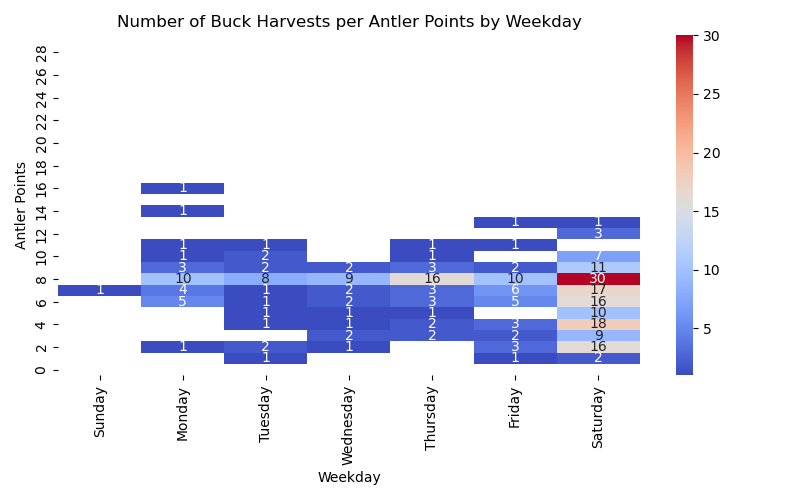 Number of Buck Harvests per Antler Points by Weekday
30
28
26
24
22
20
18
16
14
12
10
8
6
4
2
0
Antler Points
1
1
1 1
3
1 1 1 1
1 2 1 7
3 2 2 3 2 11
10 8 9 16 10 30
1 4 1 2 3 6 17
5 1 2 3 5 16
1 1 1 10
1 1 2 3 18
2 2 2 9
1 2 1 3 16
1 1 2
25
20
15
10
5
Sunday
Monday
Tuesday
Wednesday
Thursday
Friday
Saturday
Weekday